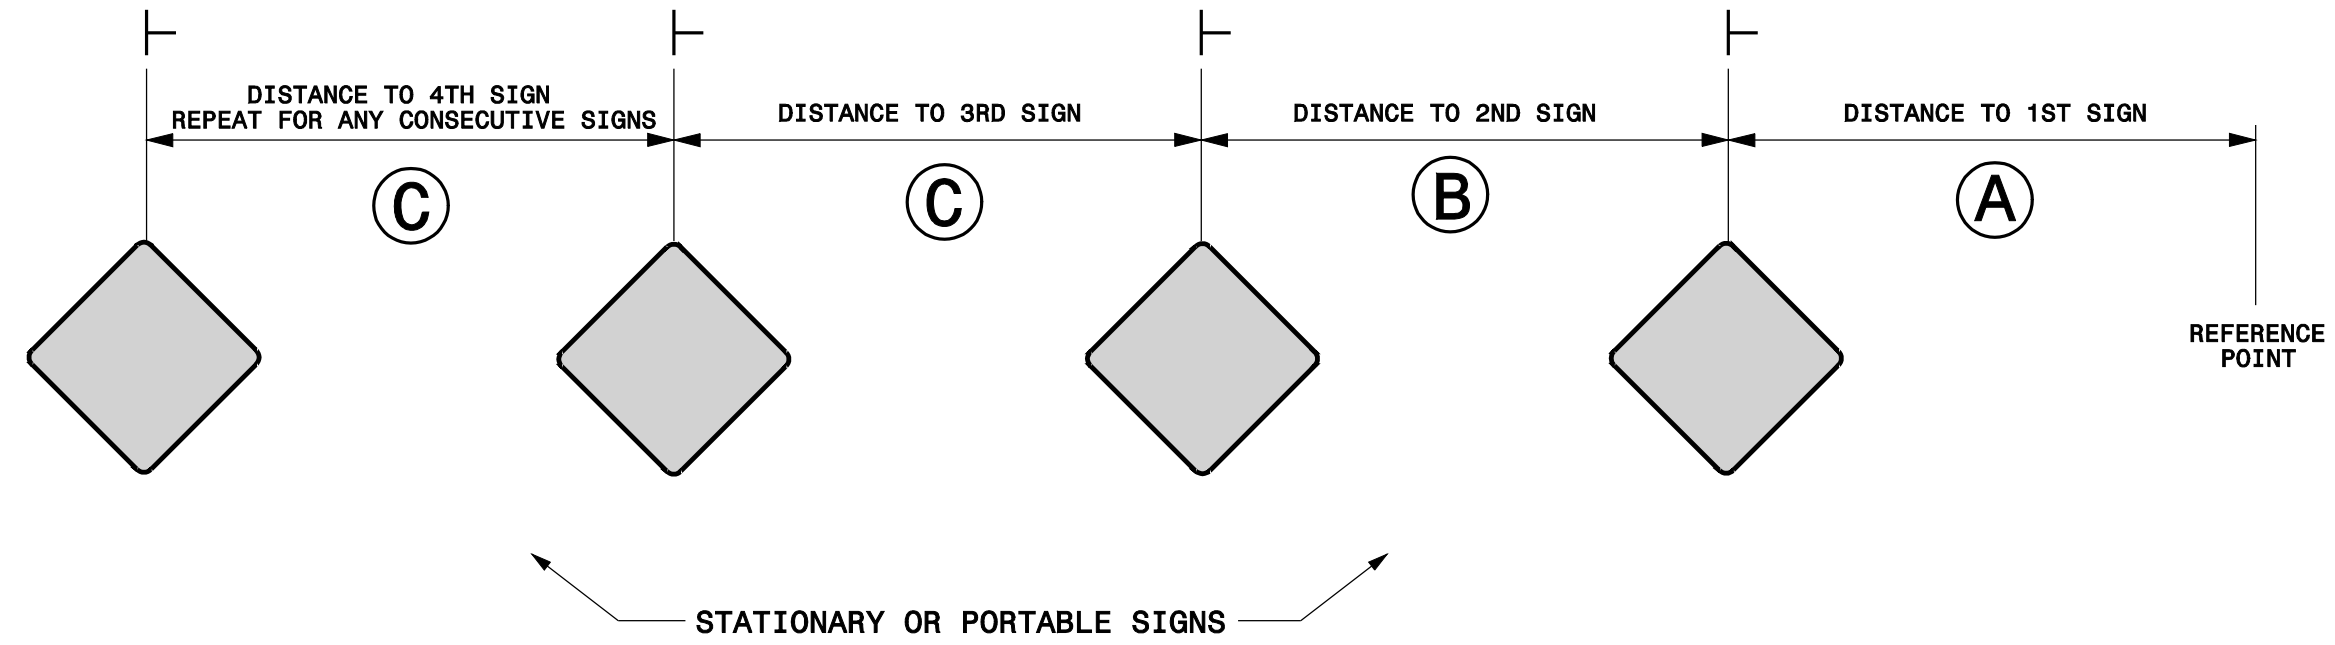 DISTANCE TO 4TH SIGN
REPEAT FOR ANY CONSECUTIVE SIGNS
DISTANCE TO 3RD SIGN
DISTANCE TO 2ND SIGN
DISTANCE TO 1ST SIGN
C
C
B
A
REFERENCE
POINT
STATIONARY OR PORTABLE SIGNS